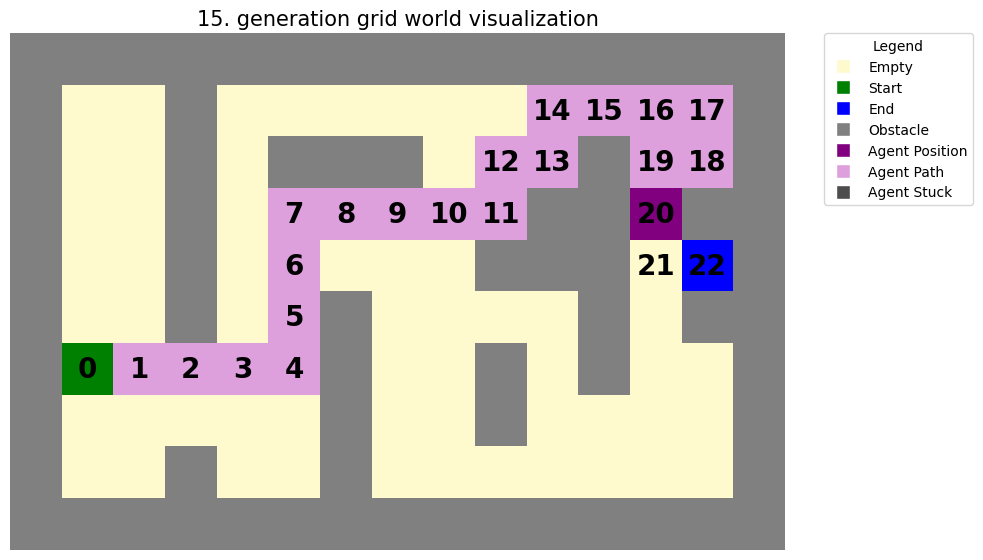 15. generation grid world visualization
14 15 16 17
12 13 19 18
7 8 9 10 11 20
6 21 22
5
0 1 2 3 4
Legend
Empty
Start
End
Obstacle
Agent Position
Agent Path
Agent Stuck